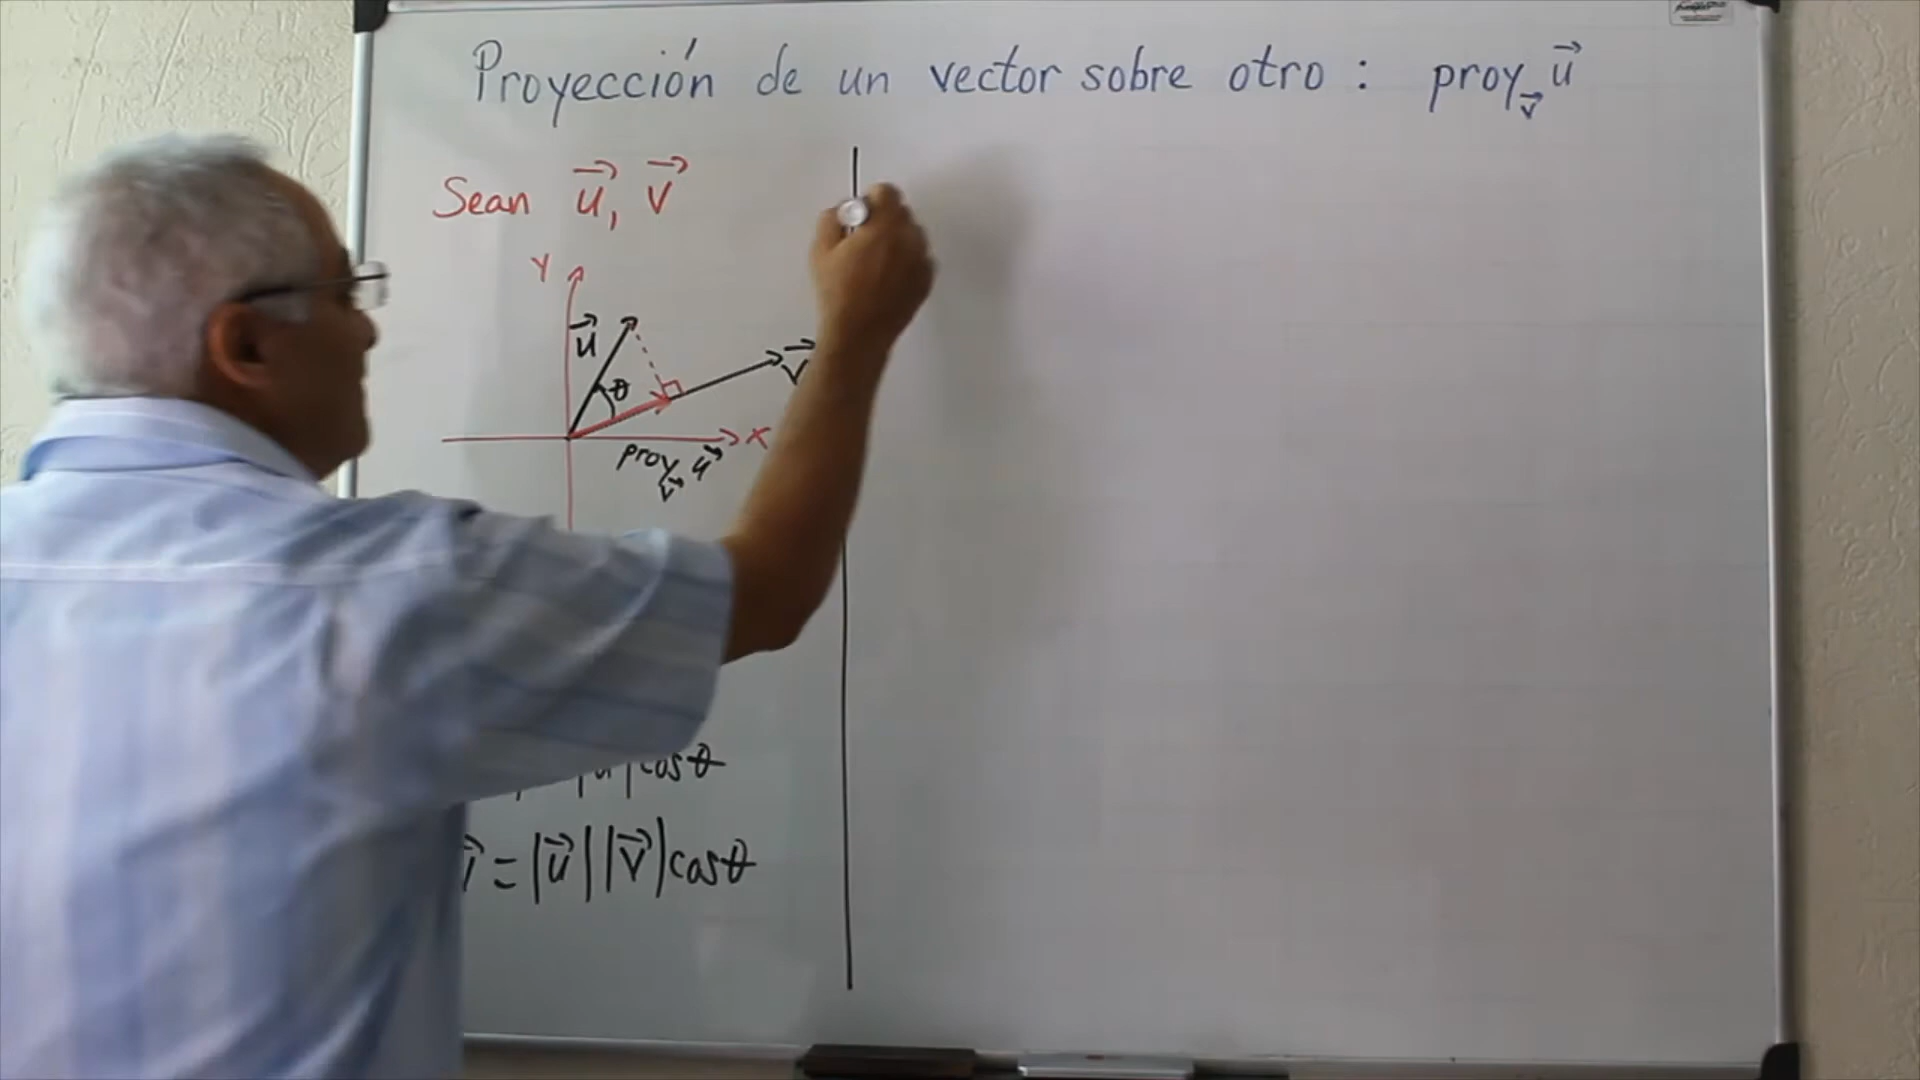 Proyección de un vector sobre otro : proy_v⃗ u⃗
Sean u⃗, v⃗
Y
u⃗
θ
v⃗
X
proy_v⃗ u⃗
|u⃗| cos θ
= |u⃗| |v⃗| cos θ